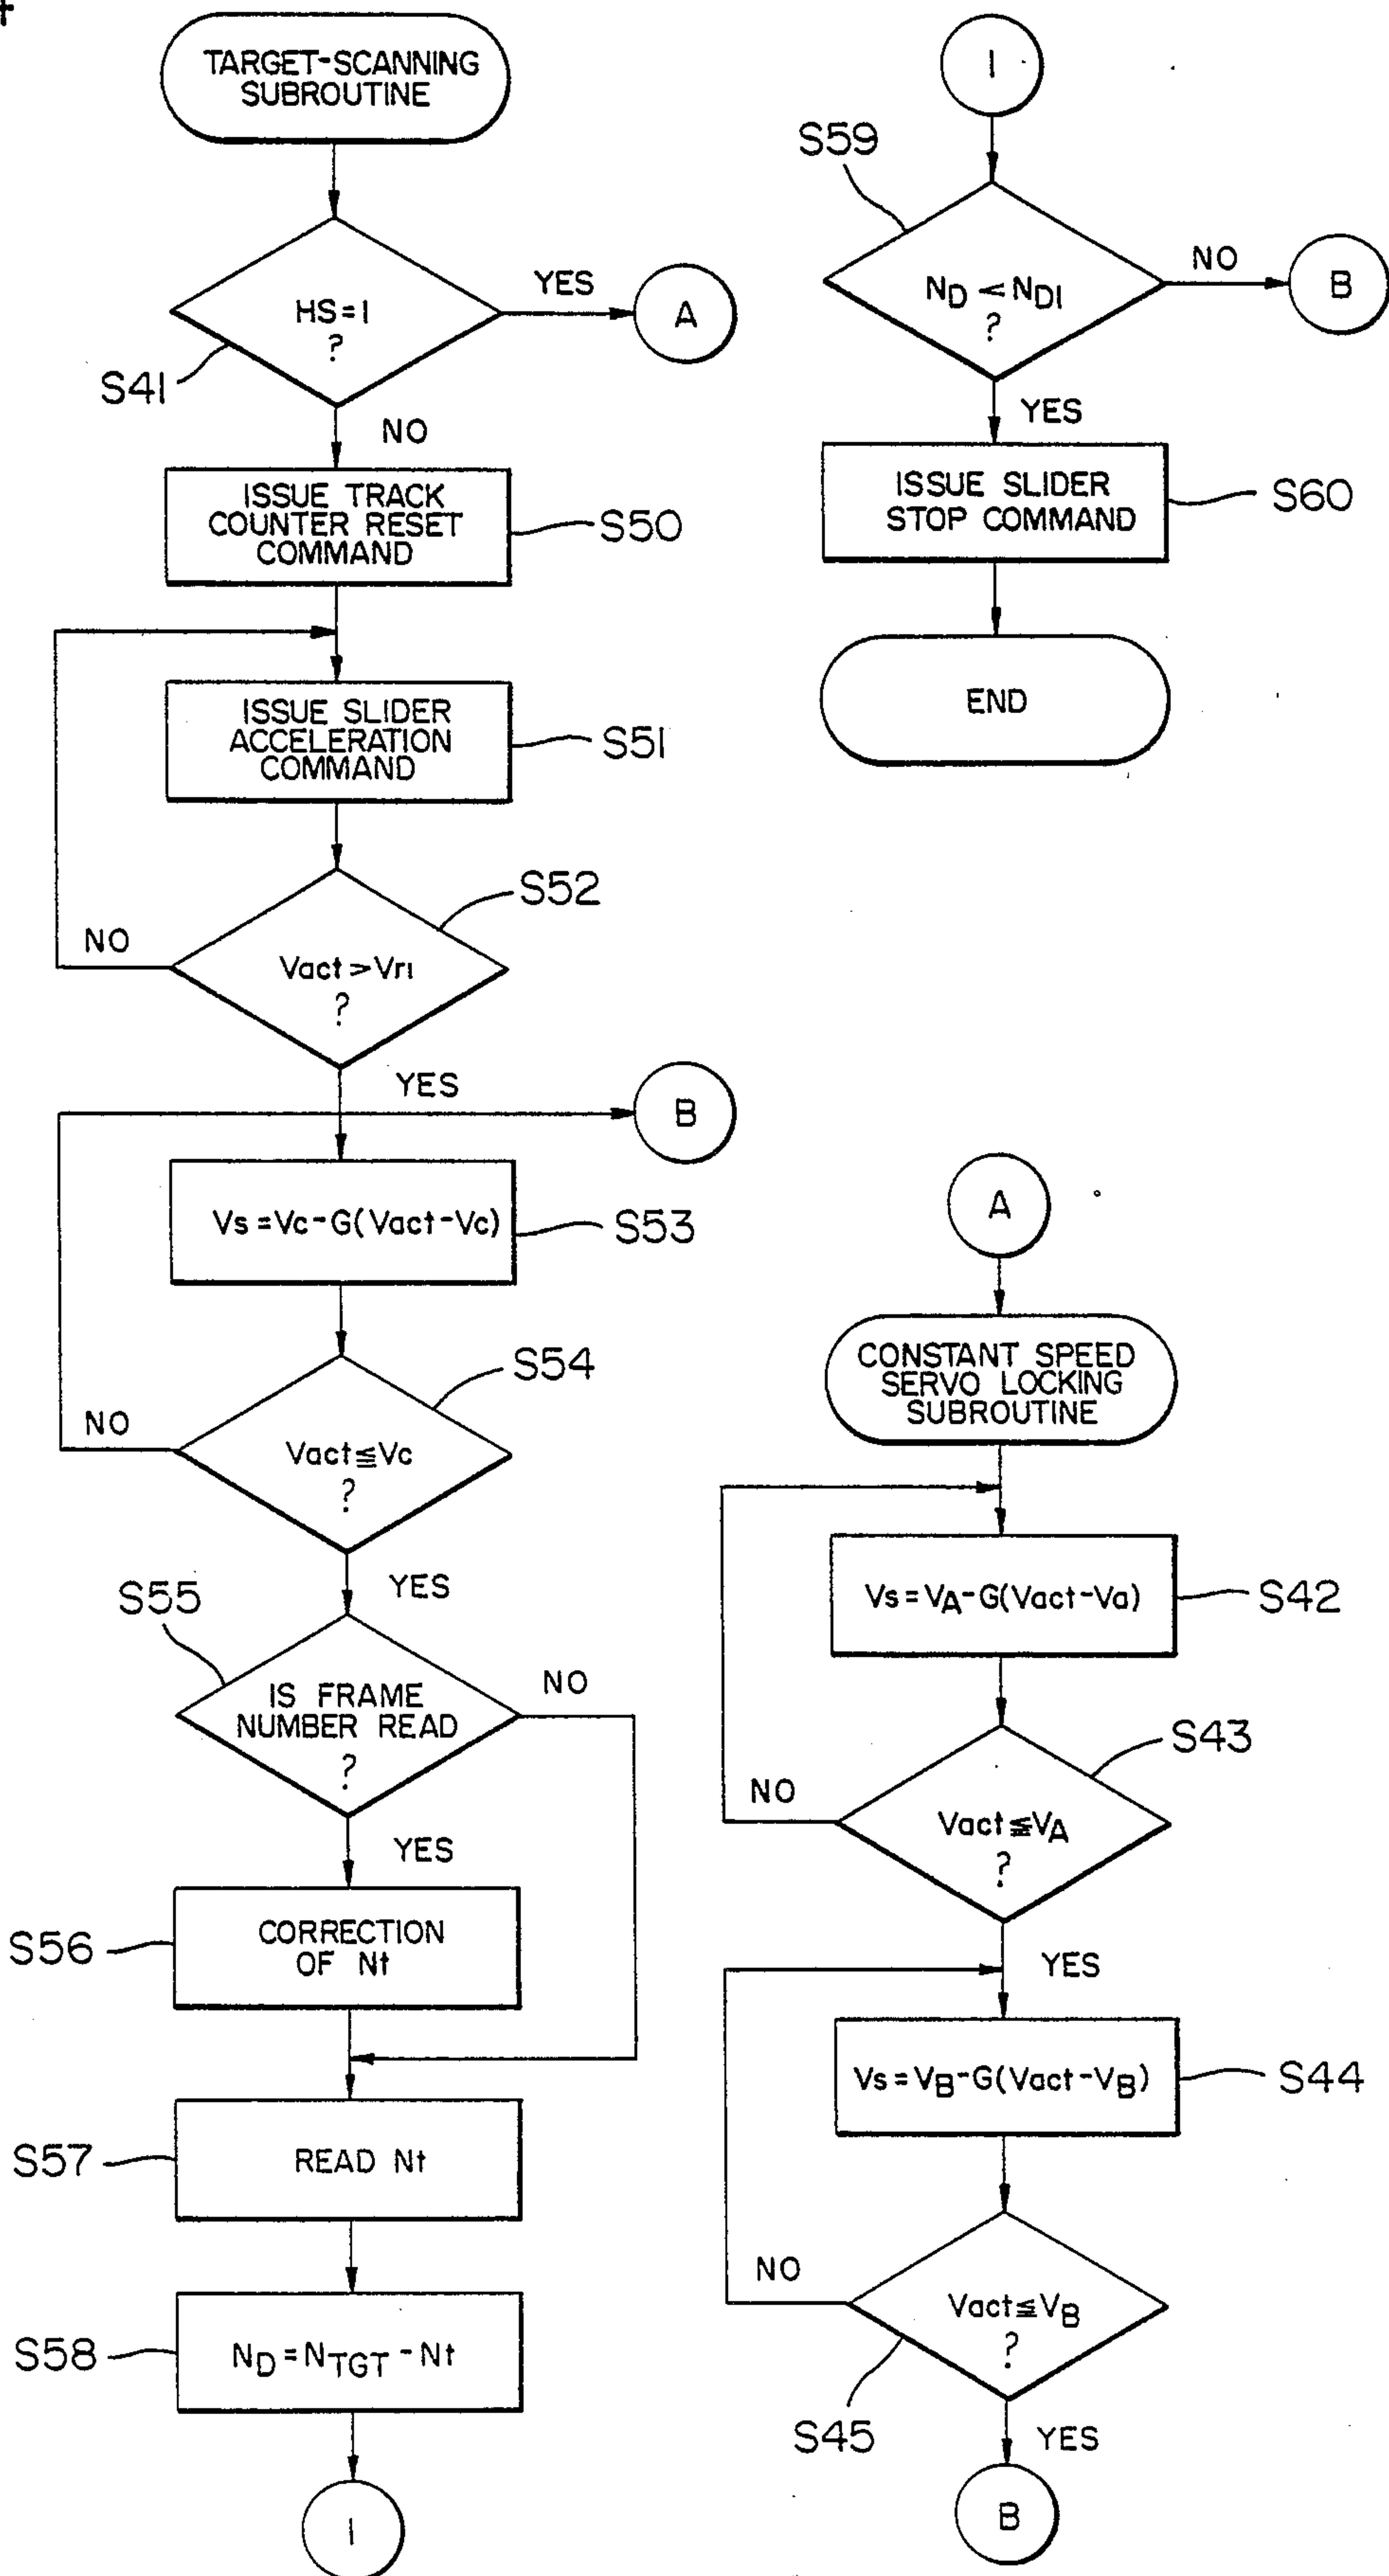 TARGET-SCANNING
SUBROUTINE
HS=1
?
YES
A
S41
NO
ISSUE TRACK
COUNTER RESET
COMMAND
S50
ISSUE SLIDER
ACCELERATION
COMMAND
S51
S52
NO
Vact>Vr1
?
YES
B
Vs=Vc-G(Vact-Vc)
S53
S54
NO
Vact≦Vc
?
YES
S55
IS FRAME
NUMBER READ
?
NO
YES
S56
CORRECTION
OF Nt
S57
READ Nt
S58
ND=NTGT-Nt
1
1
S59
ND<ND1
?
NO
B
YES
ISSUE SLIDER
STOP COMMAND
S60
END
A
CONSTANT SPEED
SERVO LOCKING
SUBROUTINE
Vs=VA-G(Vact-Va)
S42
S43
NO
Vact≦VA
?
YES
Vs=VB-G(Vact-VB)
S44
NO
Vact≦VB
?
S45
YES
B